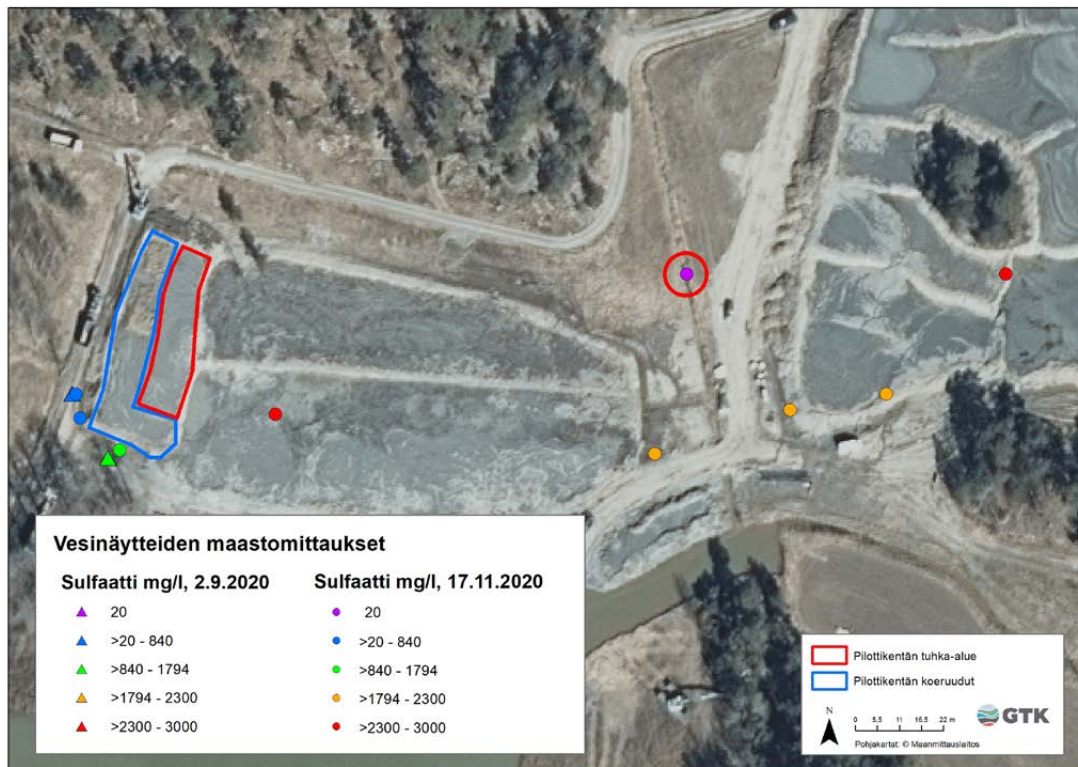 Vesinäytteiden maastomittaukset
Sulfaatti mg/l, 2.9.2020
20
>20 - 840
>840 - 1794
>1794 - 2300
>2300 - 3000
Sulfaatti mg/l, 17.11.2020
20
>20 - 840
>840 - 1794
>1794 - 2300
>2300 - 3000
Pilottikentän tuhka-alue
Pilottikentän koeruudut
N
0 5,5 11 16,5 22 m
GTK
Pohjakartat: © Maanmittauslaitos